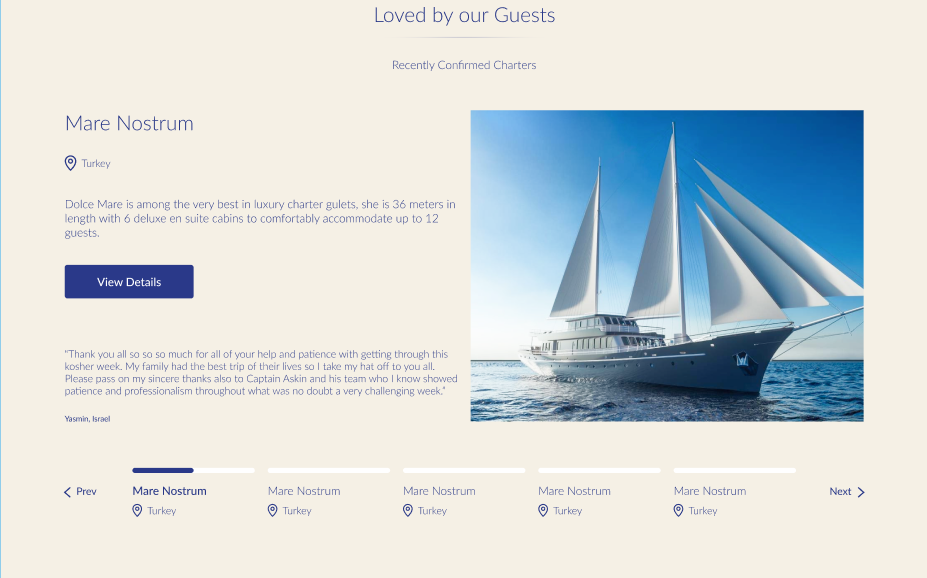 Loved by our Guests
Recently Confirmed Charters
Mare Nostrum
Turkey
Dolce Mare is among the very best in luxury charter gulets, she is 36 meters in
length with 6 deluxe en suite cabins to comfortably accommodate up to 12
guests.
View Details
"Thank you all so so so much for all of your help and patience with getting through this
kosher week. My family had the best trip of their lives so I take my hat off to you all.
Please pass on my sincere thanks also to Captain Askin and his team who I know showed
patience and professionalism throughout what was no doubt a very challenging week."
Yasmin, Israel
Prev
Mare Nostrum
Turkey
Mare Nostrum
Turkey
Mare Nostrum
Turkey
Mare Nostrum
Turkey
Mare Nostrum
Turkey
Next